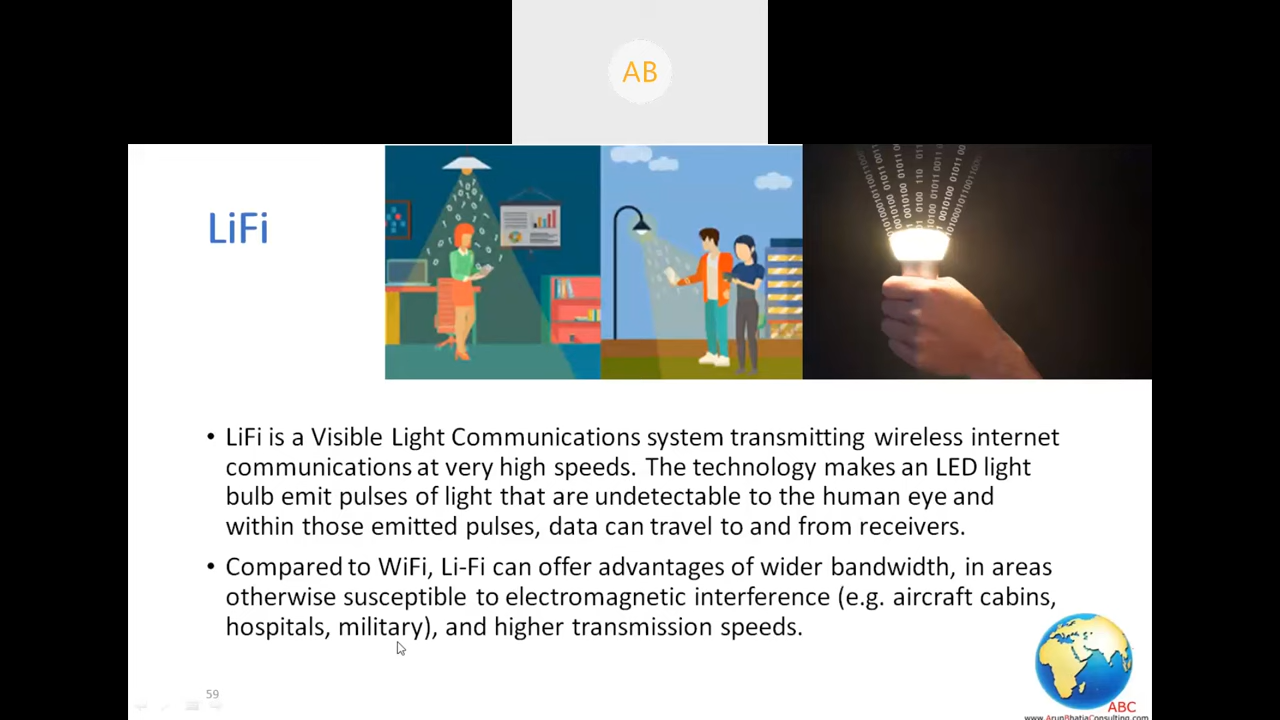 AB
LiFi
• LiFi is a Visible Light Communications system transmitting wireless internet
communications at very high speeds. The technology makes an LED light
bulb emit pulses of light that are undetectable to the human eye and
within those emitted pulses, data can travel to and from receivers.
• Compared to WiFi, Li-Fi can offer advantages of wider bandwidth, in areas
otherwise susceptible to electromagnetic interference (e.g. aircraft cabins,
hospitals, military), and higher transmission speeds.
59
ABC
www.ArunBhatiaConsulting.com